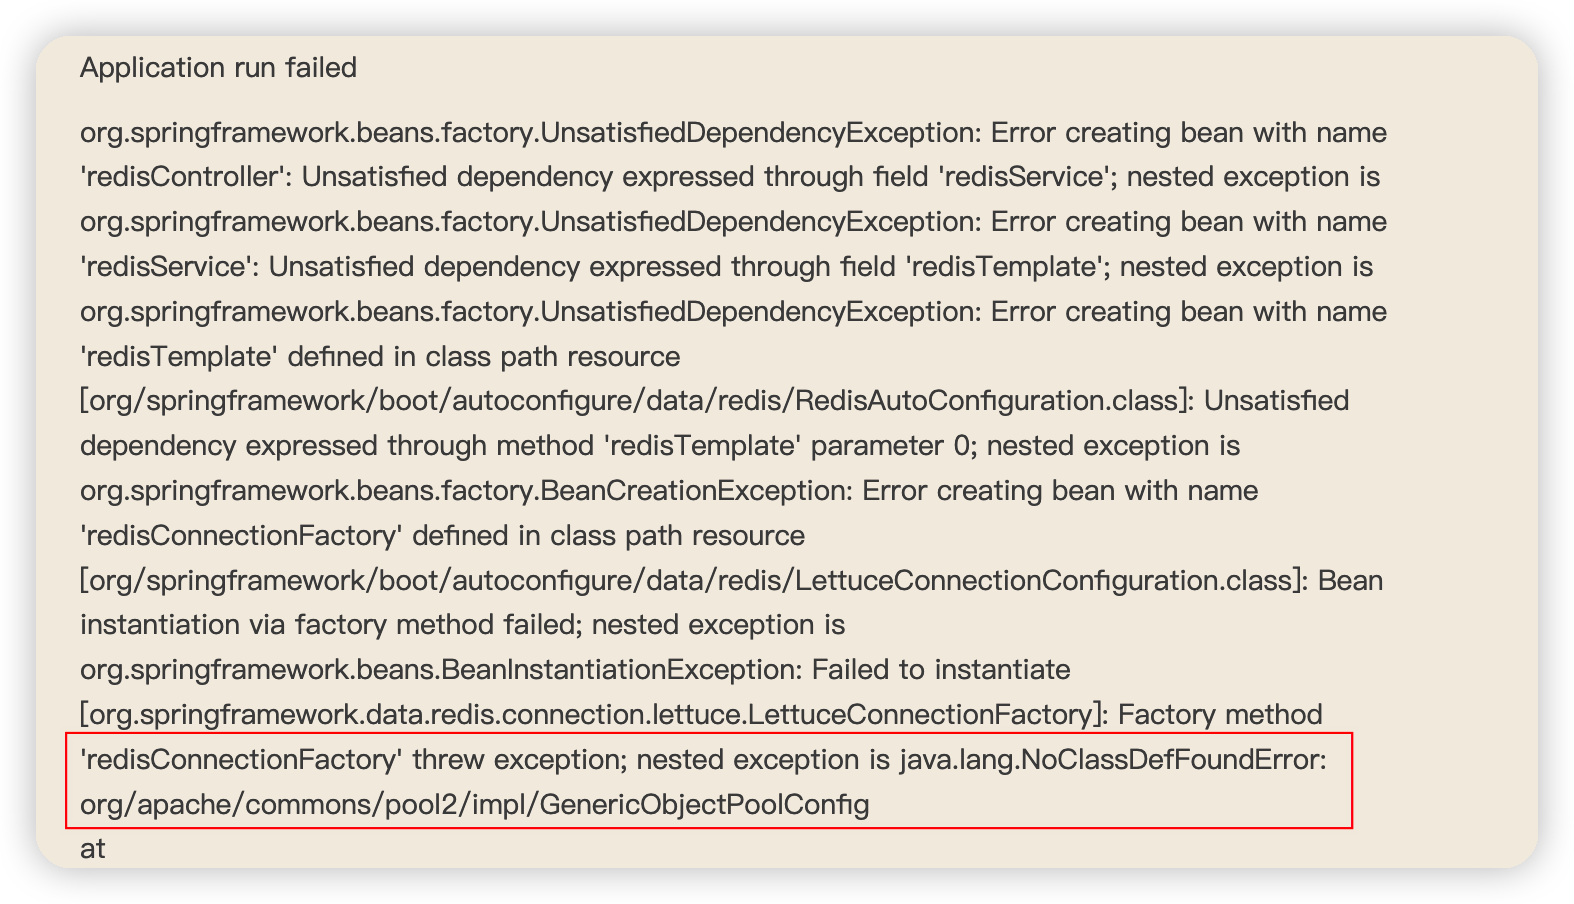 Application run failed
org.springframework.beans.factory.UnsatisfiedDependencyException: Error creating bean with name
'redisController': Unsatisfied dependency expressed through field 'redisService'; nested exception is
org.springframework.beans.factory.UnsatisfiedDependencyException: Error creating bean with name
'redisService': Unsatisfied dependency expressed through field 'redisTemplate'; nested exception is
org.springframework.beans.factory.UnsatisfiedDependencyException: Error creating bean with name
'redisTemplate' defined in class path resource
[org/springframework/boot/autoconfigure/data/redis/RedisAutoConfiguration.class]: Unsatisfied
dependency expressed through method 'redisTemplate' parameter 0; nested exception is
org.springframework.beans.factory.BeanCreationException: Error creating bean with name
'redisConnectionFactory' defined in class path resource
[org/springframework/boot/autoconfigure/data/redis/LettuceConnectionConfiguration.class]: Bean
instantiation via factory method failed; nested exception is
org.springframework.beans.BeanInstantiationException: Failed to instantiate
[org.springframework.data.redis.connection.lettuce.LettuceConnectionFactory]: Factory method
'redisConnectionFactory' threw exception; nested exception is java.lang.NoClassDefFoundError:
org/apache/commons/pool2/impl/GenericObjectPoolConfig
at